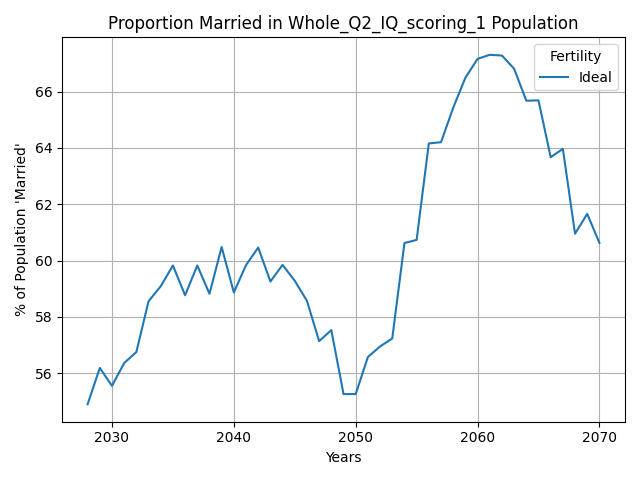 Proportion Married in Whole_Q2_IQ_scoring_1 Population
Fertility
Ideal
% of Population 'Married'
66
64
62
60
58
56
2030
2040
2050
2060
2070
Years